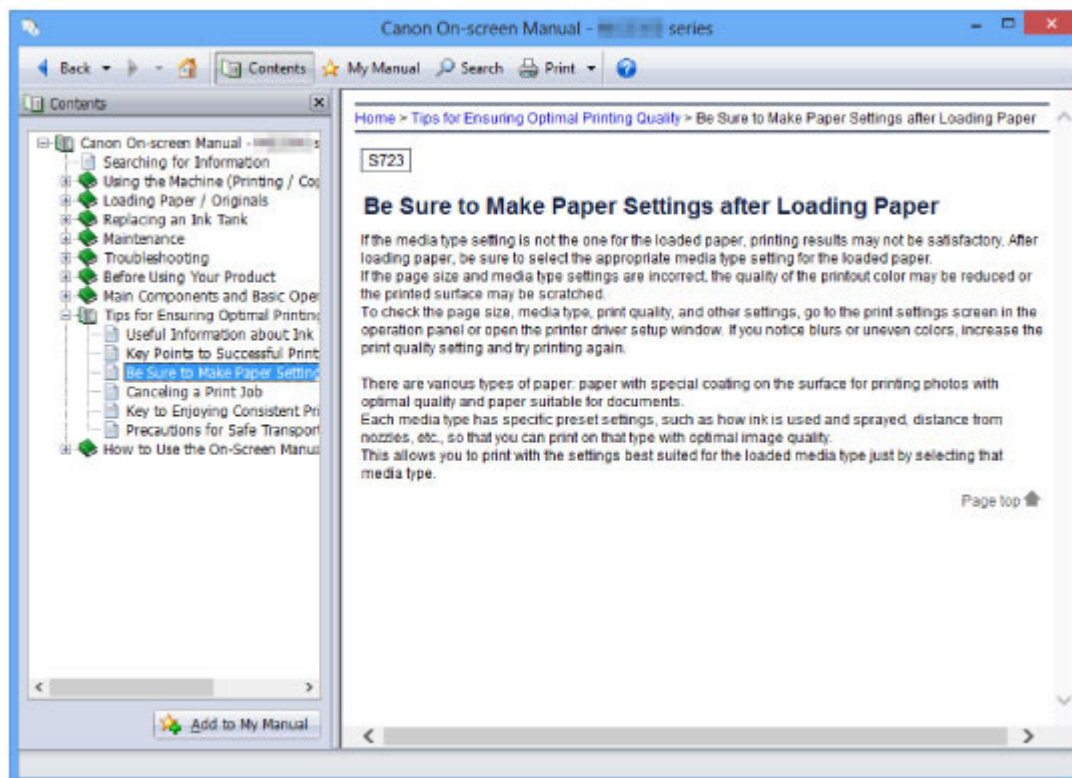 Canon On-screen Manual - series
Back
Contents
My Manual
Search
Print
Contents
Canon On-screen Manual - s
Searching for Information
Using the Machine (Printing / Cop
Loading Paper / Originals
Replacing an Ink Tank
Maintenance
Troubleshooting
Before Using Your Product
Main Components and Basic Oper
Tips for Ensuring Optimal Printing
Useful Information about Ink
Key Points to Successful Print
Be Sure to Make Paper Setting
Canceling a Print Job
Key to Enjoying Consistent Pri
Precautions for Safe Transport
How to Use the On-Screen Manua
Add to My Manual
Home > Tips for Ensuring Optimal Printing Quality > Be Sure to Make Paper Settings after Loading Paper
S723
Be Sure to Make Paper Settings after Loading Paper
If the media type setting is not the one for the loaded paper, printing results may not be satisfactory. After
loading paper, be sure to select the appropriate media type setting for the loaded paper.
If the page size and media type settings are incorrect, the quality of the printout color may be reduced or
the printed surface may be scratched.
To check the page size, media type, print quality, and other settings, go to the print settings screen in the
operation panel or open the printer driver setup window. If you notice blurs or uneven colors, increase the
print quality setting and try printing again.
There are various types of paper: paper with special coating on the surface for printing photos with
optimal quality and paper suitable for documents.
Each media type has specific preset settings, such as how ink is used and sprayed, distance from
nozzles, etc., so that you can print on that type with optimal image quality.
This allows you to print with the settings best suited for the loaded media type just by selecting that
media type.
Page top